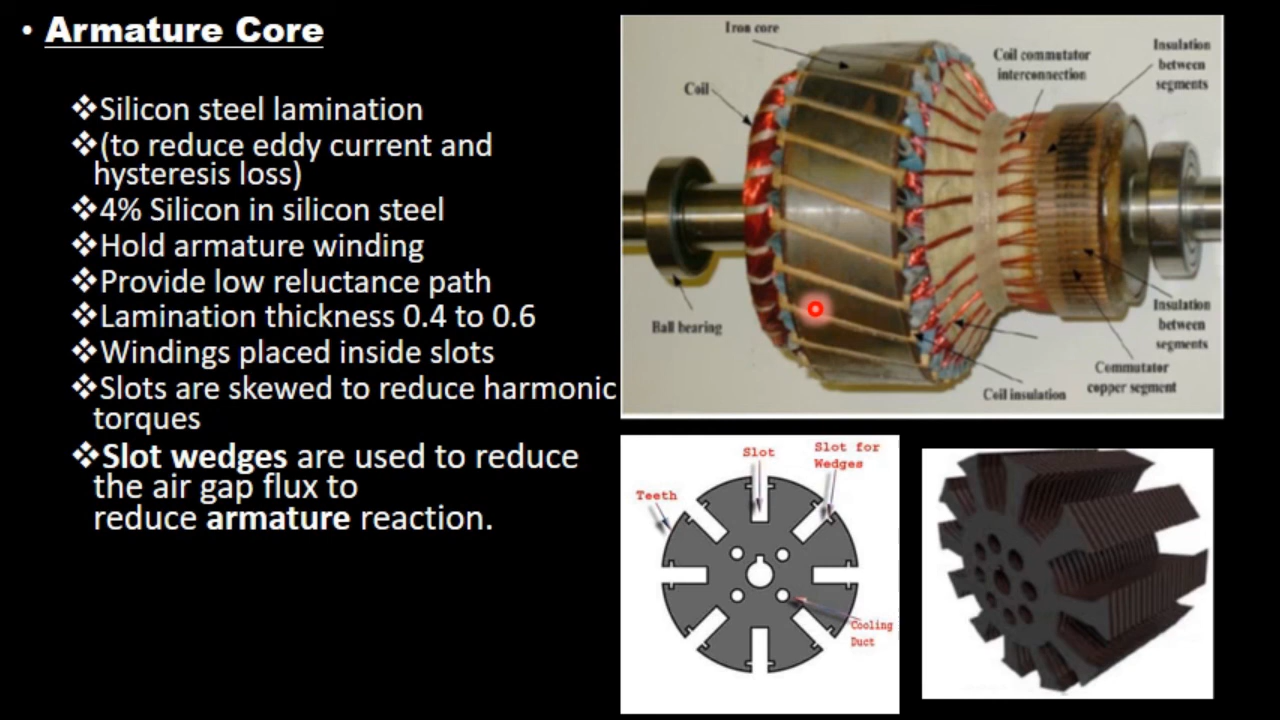 • Armature Core
❖Silicon steel lamination
❖(to reduce eddy current and
hysteresis loss)
❖4% Silicon in silicon steel
❖Hold armature winding
❖Provide low reluctance path
❖Lamination thickness 0.4 to 0.6
❖Windings placed inside slots
❖Slots are skewed to reduce harmonic
torques
❖Slot wedges are used to reduce
the air gap flux to
reduce armature reaction.
Iron core
Coil commutator
interconnection
Insulation
between
segments
Coil
Ball bearing
Insulation
between
segments
Commutator
copper segment
Coil insulation
Slot
Slot for
Wedges
Teeth
Cooling
Duct